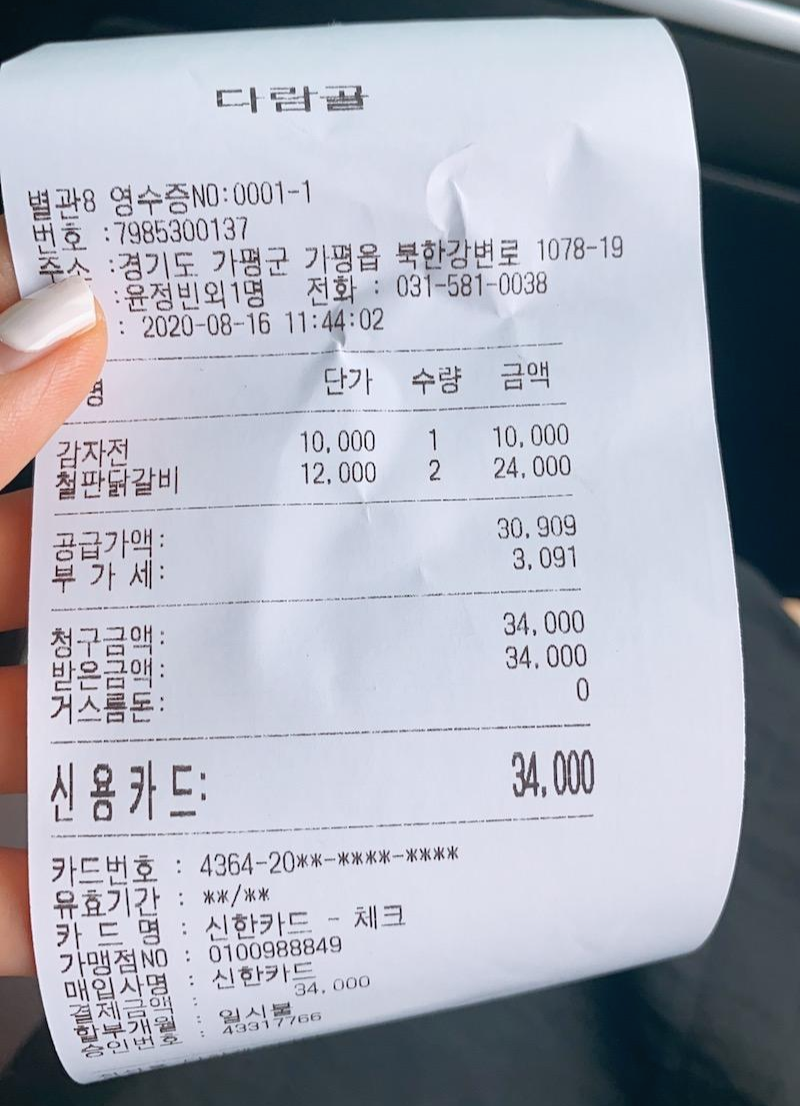 다람골
별관8 영수증NO:0001-1
번호 :7985300137
주소 :경기도 가평군 가평읍 북한강변로 1078-19
:윤정빈외1명 전화 : 031-581-0038
: 2020-08-16 11:44:02
명 단가 수량 금액
감자전 10,000 1 10,000
철판닭갈비 12,000 2 24,000
공급가액: 30,909
부 가 세: 3,091
청구금액: 34,000
받은금액: 34,000
거스름돈: 0
신용카드: 34,000
카드번호 : 4364-20**-****-****
유효기간 : **/**
카 드 명 : 신한카드 - 체크
가맹점NO : 0100988849
매입사명 : 신한카드
결제금액 : 34,000
할부개월 : 일시불
승인번호 : 43317766